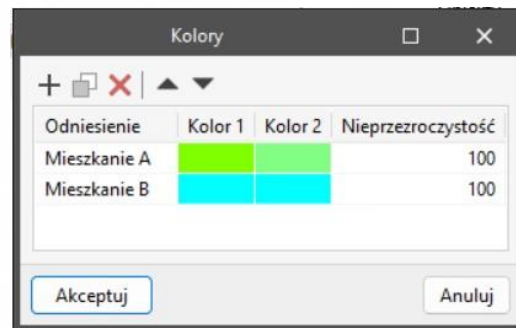 Kolory
Odniesienie Kolor 1 Kolor 2 Nieprzezroczystość
Mieszkanie A 100
Mieszkanie B 100
Akceptuj Anuluj